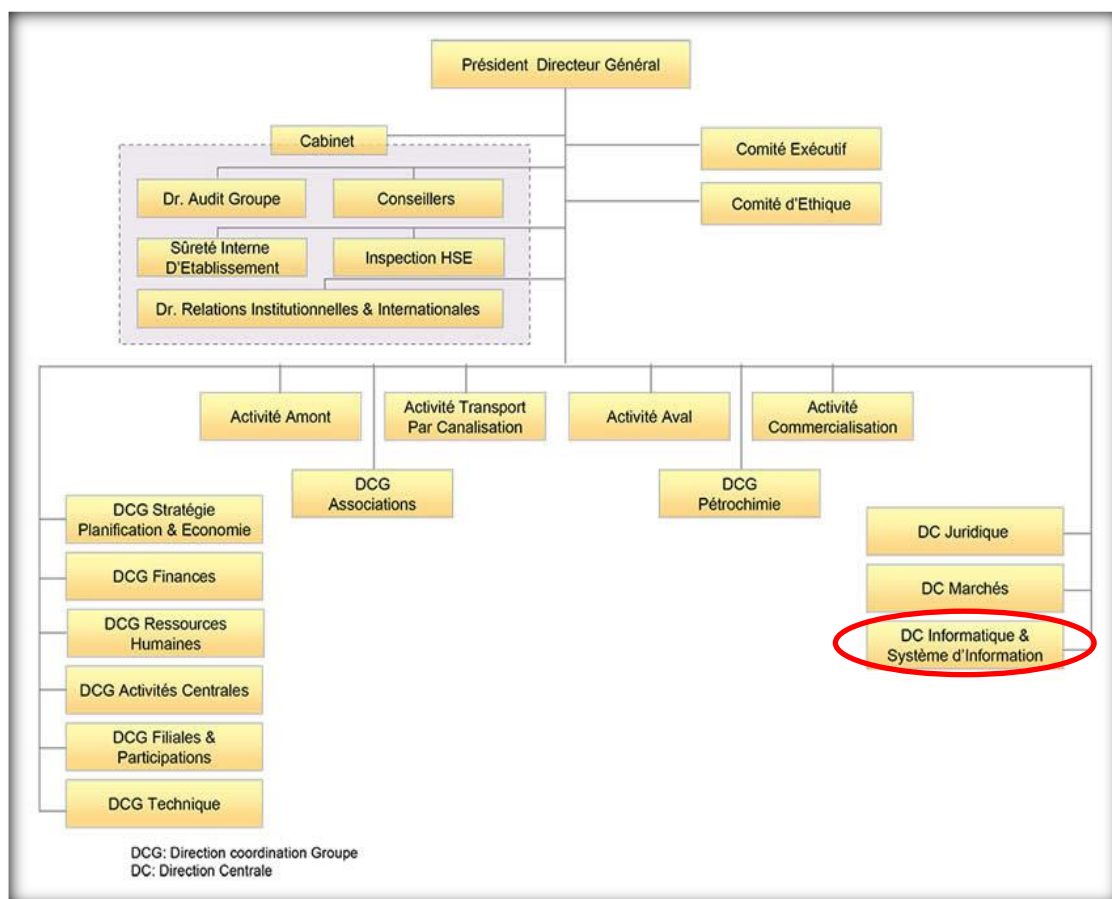 Président Directeur Général
Cabinet
Comité Exécutif
Dr. Audit Groupe
Conseillers
Comité d'Ethique
Sûreté Interne
D'Etablissement
Inspection HSE
Dr. Relations Institutionnelles & Internationales
Activité Amont
Activité Transport
Par Canalisation
Activité Aval
Activité
Commercialisation
DCG
Associations
DCG
Pétrochimie
DCG Stratégie
Planification & Economie
DCG Finances
DCG Ressources
Humaines
DCG Activités Centrales
DCG Filiales &
Participations
DCG Technique
DC Juridique
DC Marchés
DC Informatique &
Système d'Information
DCG: Direction coordination Groupe
DC: Direction Centrale